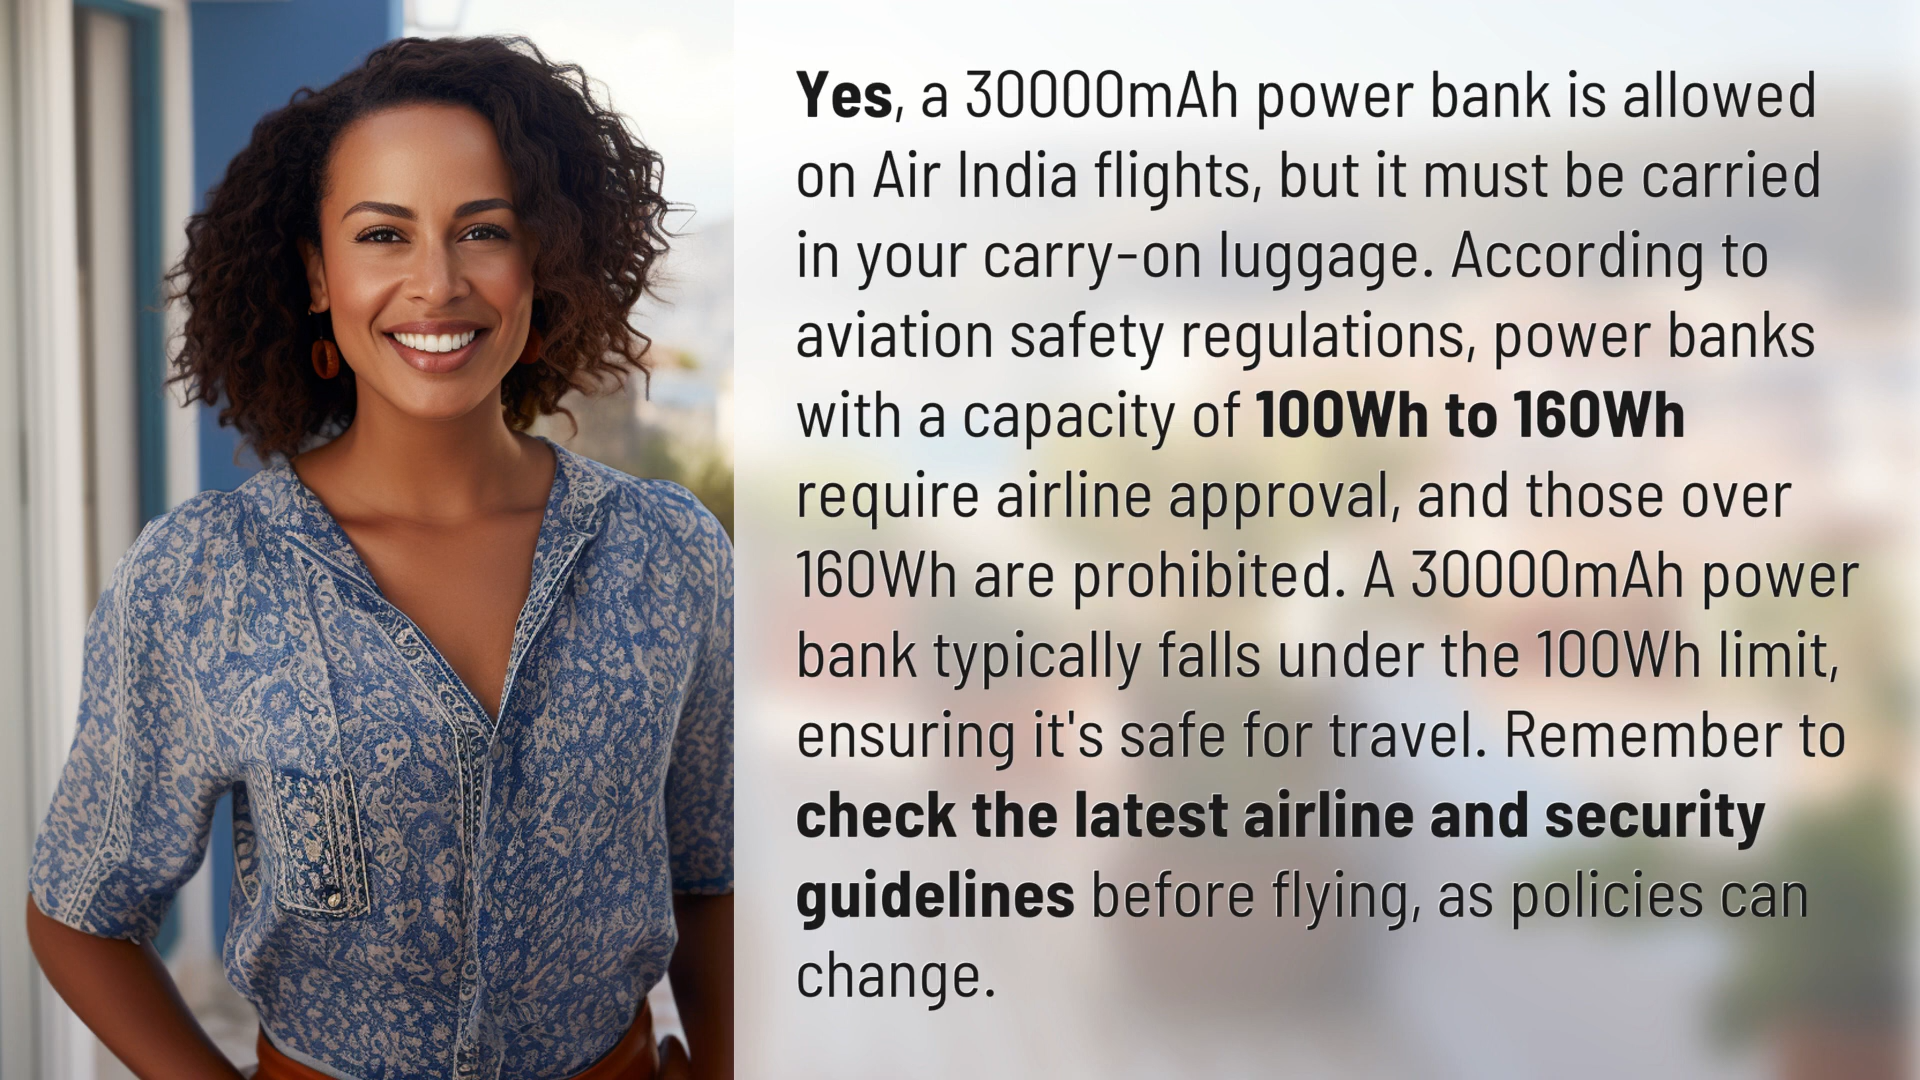 Yes, a 30000mAh power bank is allowed
on Air India flights, but it must be carried
in your carry-on luggage. According to
aviation safety regulations, power banks
with a capacity of 100Wh to 160Wh
require airline approval, and those over
160Wh are prohibited. A 30000mAh power
bank typically falls under the 100Wh limit,
ensuring it's safe for travel. Remember to
check the latest airline and security
guidelines before flying, as policies can
change.